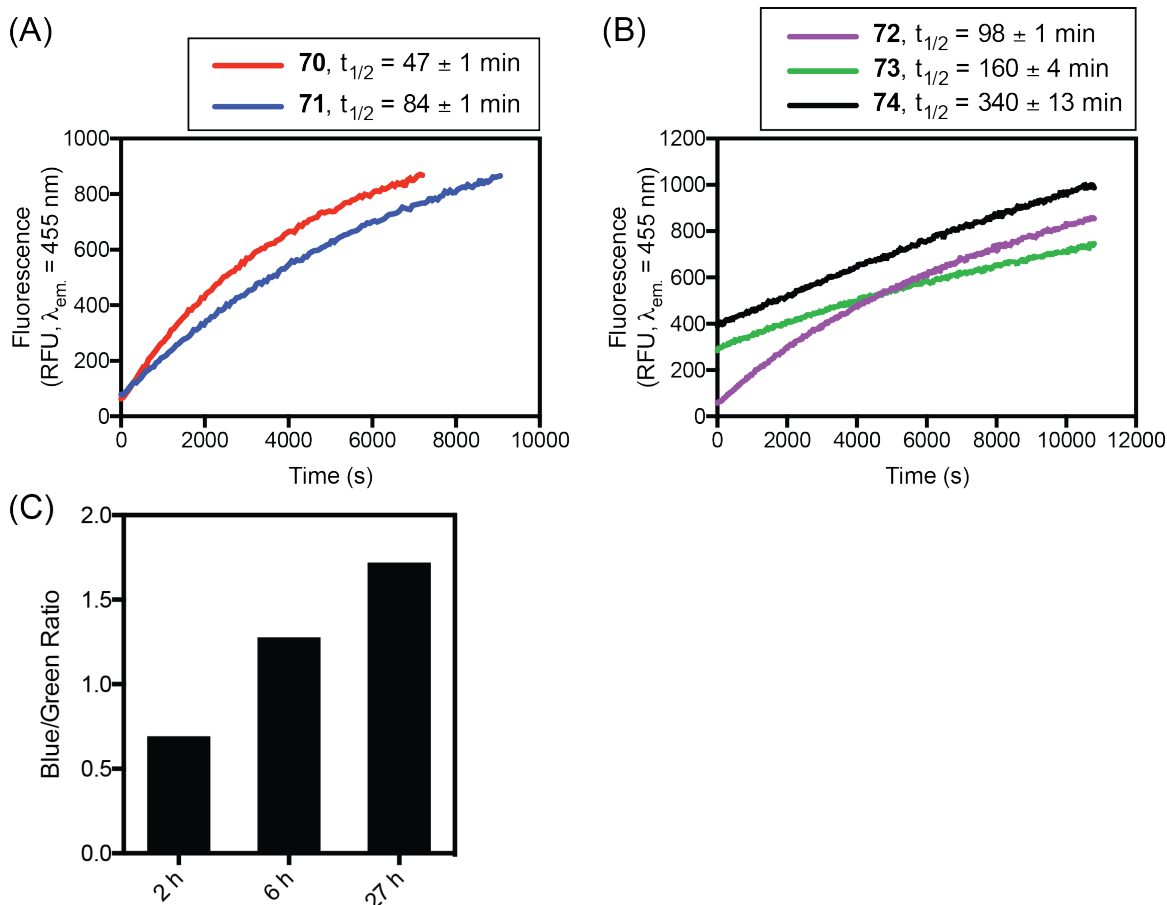 (A)
70, t1/2 = 47 ± 1 min
71, t1/2 = 84 ± 1 min
1000
800
600
400
200
0
Fluorescence
(RFU, λem. = 455 nm)
0 2000 4000 6000 8000 10000
Time (s)
(B)
72, t1/2 = 98 ± 1 min
73, t1/2 = 160 ± 4 min
74, t1/2 = 340 ± 13 min
1200
1000
800
600
400
200
0
Fluorescence
(RFU, λem. = 455 nm)
0 2000 4000 6000 8000 10000 12000
Time (s)
(C)
2.0
1.5
1.0
0.5
0.0
Blue/Green Ratio
2 h 6 h 27 h